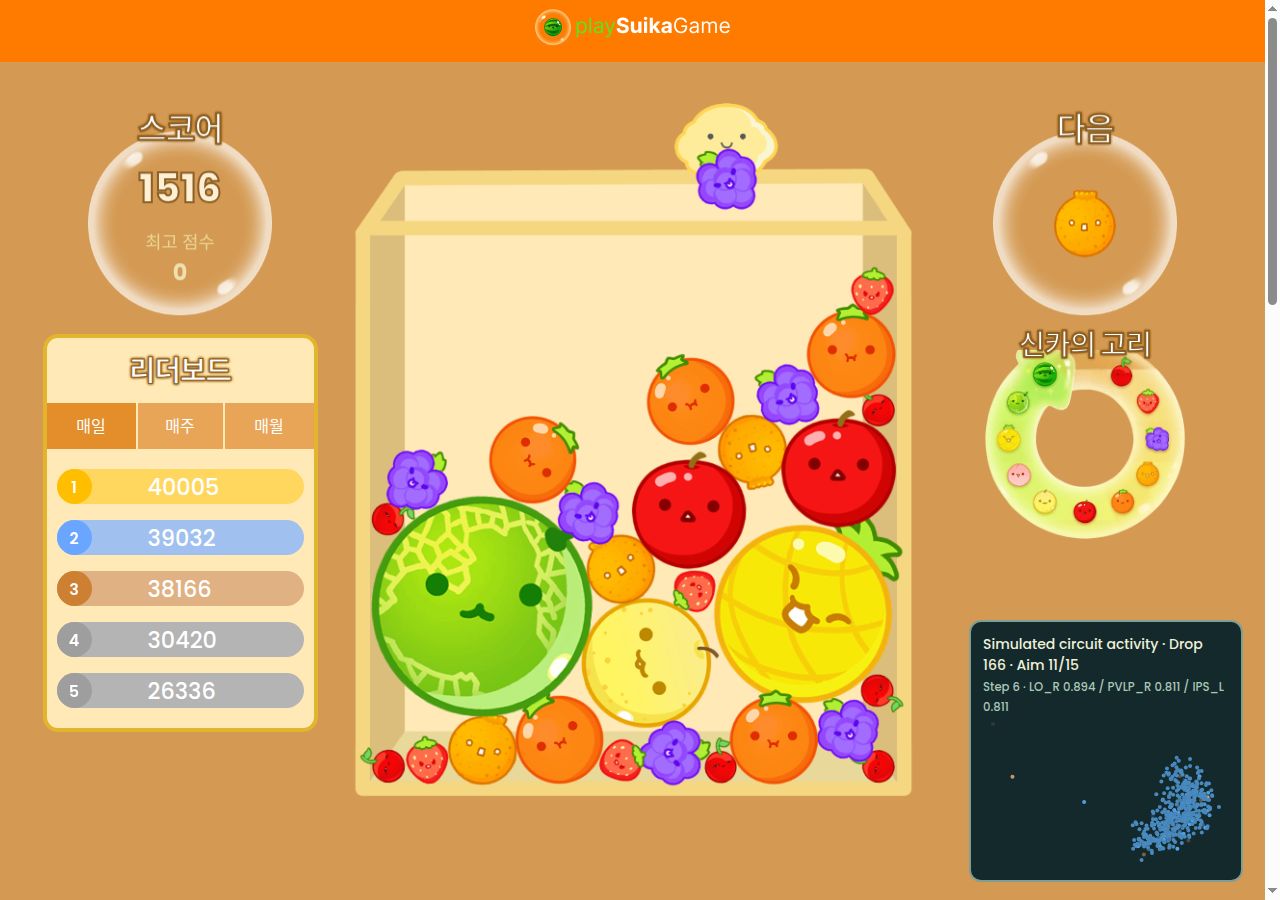 playSuikaGame
스코어
1516
최고 점수
0
리더보드
매일
매주
매월
1 40005
2 39032
3 38166
4 30420
5 26336
다음
신카의 고리
Simulated circuit activity · Drop
166 · Aim 11/15
Step 6 · LO_R 0.894 / PVLP_R 0.811 / IPS_L
0.811